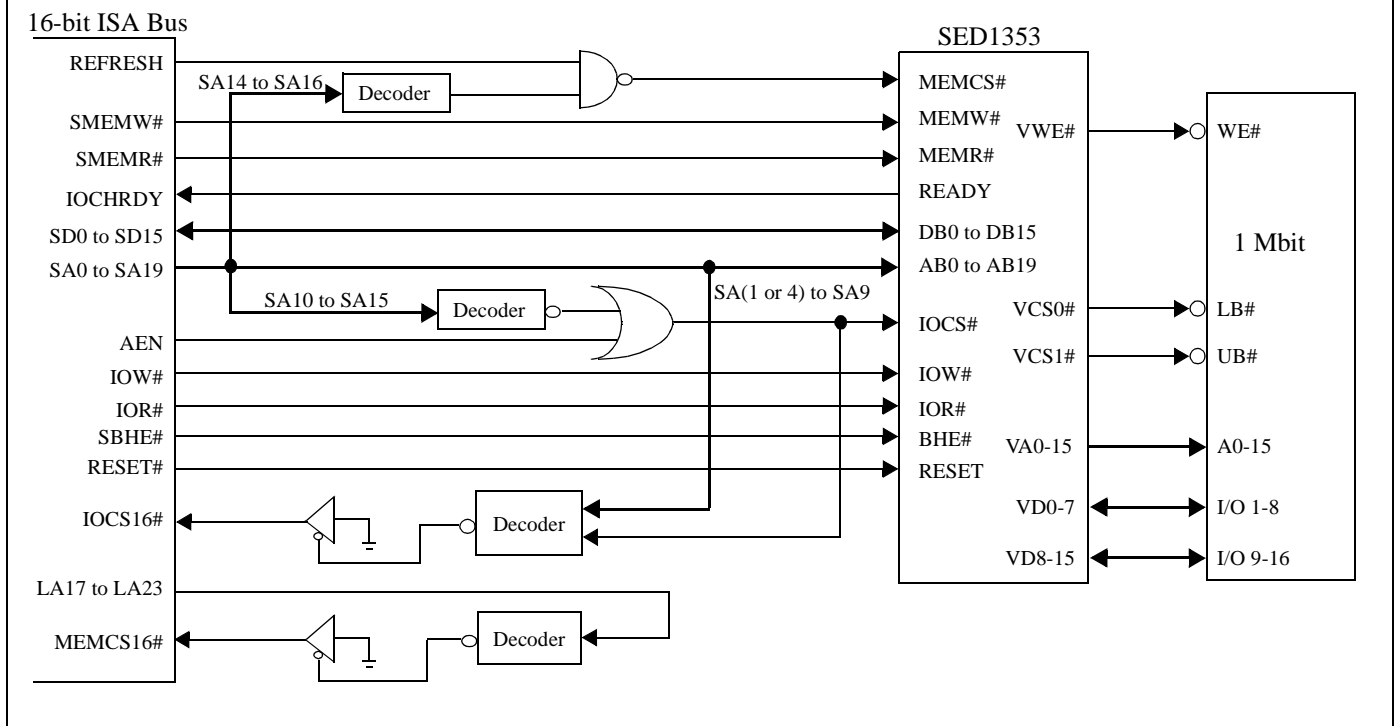 16-bit ISA Bus
SED1353
REFRESH
SA14 to SA16
Decoder
MEMCS#
SMEMW#
MEMW#
VWE#
WE#
SMEMR#
MEMR#
IOCHRDY
READY
SD0 to SD15
DB0 to DB15
1 Mbit
SA0 to SA19
AB0 to AB19
SA10 to SA15
Decoder
SA(1 or 4) to SA9
IOCS#
VCS0#
LB#
AEN
VCS1#
UB#
IOW#
IOW#
IOR#
IOR#
SBHE#
BHE#
VA0-15
A0-15
RESET#
RESET
IOCS16#
Decoder
VD0-7
I/O 1-8
VD8-15
I/O 9-16
LA17 to LA23
MEMCS16#
Decoder